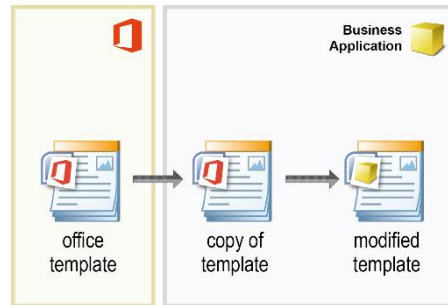 Business
Application
office
template
copy of
template
modified
template